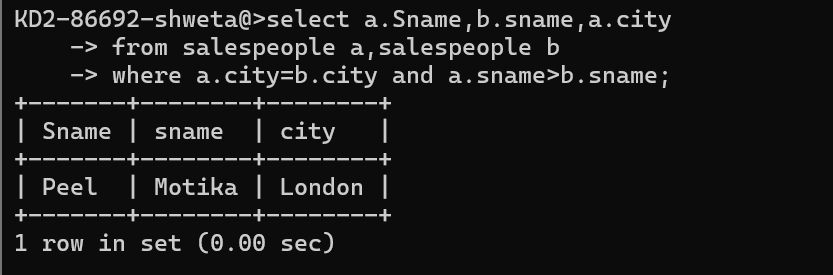 KD2-86692-shweta@>select a.Sname,b.sname,a.city
    -> from salespeople a,salespeople b
    -> where a.city=b.city and a.sname>b.sname;
+-------+--------+--------+
| Sname | sname  | city   |
+-------+--------+--------+
| Peel  | Motika | London |
+-------+--------+--------+
1 row in set (0.00 sec)